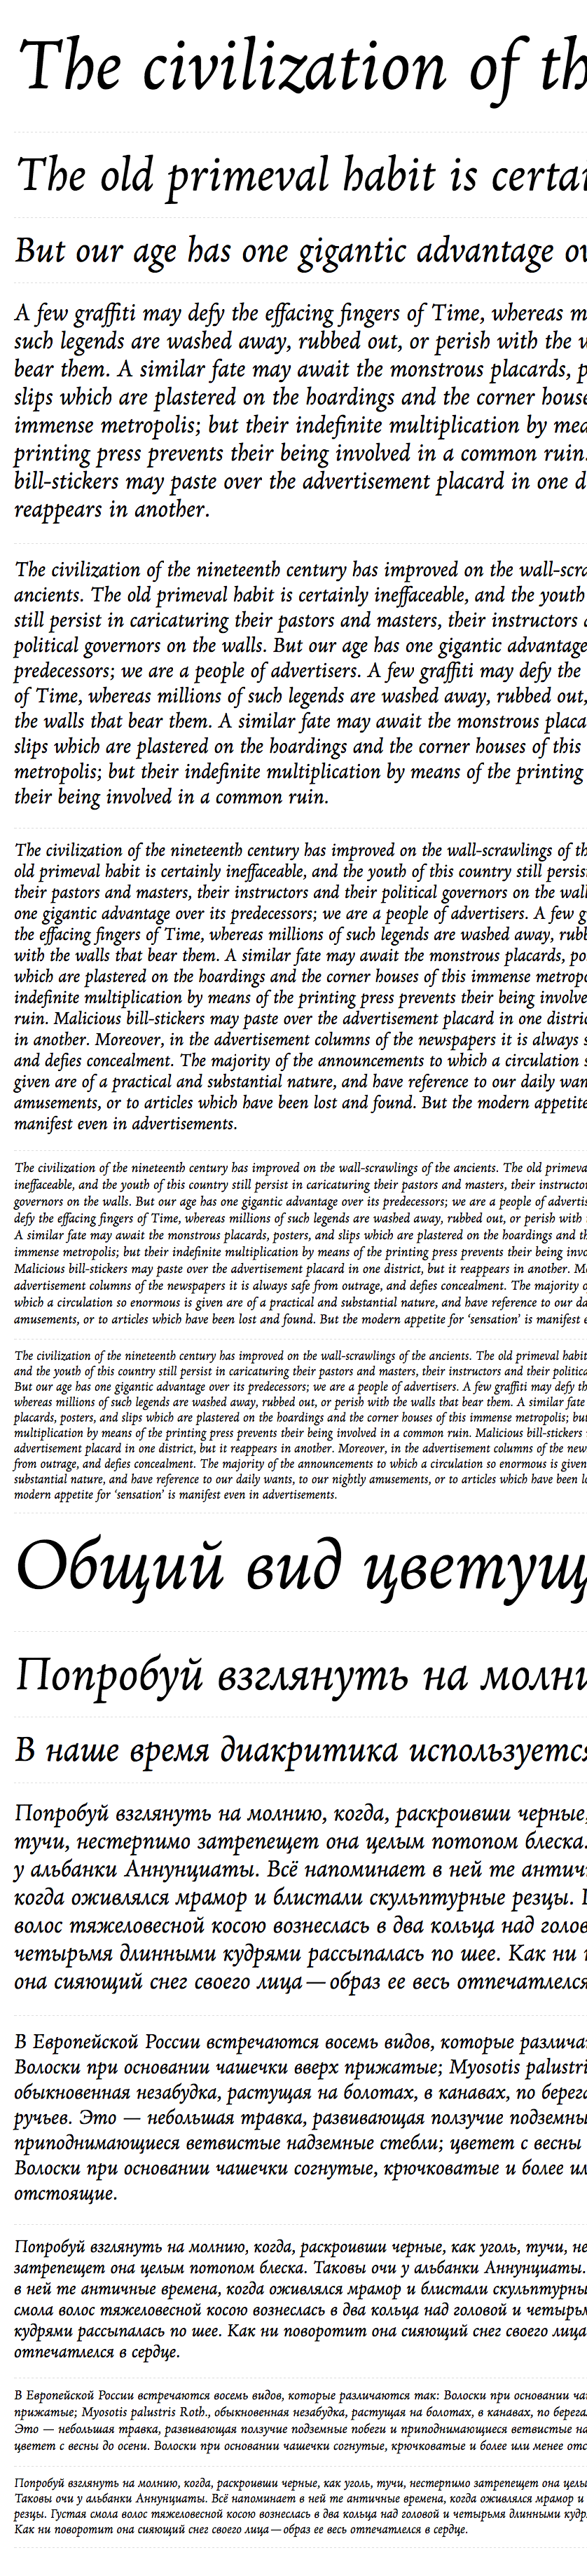 The civilization of th
The old primeval habit is certai
But our age has one gigantic advantage ov
A few graffiti may defy the effacing fingers of Time, whereas m
such legends are washed away, rubbed out, or perish with the w
bear them. A similar fate may await the monstrous placards, p
slips which are plastered on the hoardings and the corner house
immense metropolis; but their indefinite multiplication by mea
printing press prevents their being involved in a common ruin.
bill-stickers may paste over the advertisement placard in one d
reappears in another.
The civilization of the nineteenth century has improved on the wall-scra
ancients. The old primeval habit is certainly ineffaceable, and the youth
still persist in caricaturing their pastors and masters, their instructors a
political governors on the walls. But our age has one gigantic advantage
predecessors; we are a people of advertisers. A few graffiti may defy the
of Time, whereas millions of such legends are washed away, rubbed out,
the walls that bear them. A similar fate may await the monstrous placa
slips which are plastered on the hoardings and the corner houses of this
metropolis; but their indefinite multiplication by means of the printing
their being involved in a common ruin.
The civilization of the nineteenth century has improved on the wall-scrawlings of th
old primeval habit is certainly ineffaceable, and the youth of this country still persis
their pastors and masters, their instructors and their political governors on the wall
one gigantic advantage over its predecessors; we are a people of advertisers. A few g
the effacing fingers of Time, whereas millions of such legends are washed away, rubb
with the walls that bear them. A similar fate may await the monstrous placards, po
which are plastered on the hoardings and the corner houses of this immense metropo
indefinite multiplication by means of the printing press prevents their being involve
ruin. Malicious bill-stickers may paste over the advertisement placard in one distric
in another. Moreover, in the advertisement columns of the newspapers it is always s
and defies concealment. The majority of the announcements to which a circulation s
given are of a practical and substantial nature, and have reference to our daily wan
amusements, or to articles which have been lost and found. But the modern appetite
manifest even in advertisements.
The civilization of the nineteenth century has improved on the wall-scrawlings of the ancients. The old primeva
ineffaceable, and the youth of this country still persist in caricaturing their pastors and masters, their instructor
governors on the walls. But our age has one gigantic advantage over its predecessors; we are a people of advertis
defy the effacing fingers of Time, whereas millions of such legends are washed away, rubbed out, or perish with
A similar fate may await the monstrous placards, posters, and slips which are plastered on the hoardings and th
immense metropolis; but their indefinite multiplication by means of the printing press prevents their being invo
Malicious bill-stickers may paste over the advertisement placard in one district, but it reappears in another. Mo
advertisement columns of the newspapers it is always safe from outrage, and defies concealment. The majority o
which a circulation so enormous is given are of a practical and substantial nature, and have reference to our da
amusements, or to articles which have been lost and found. But the modern appetite for ‘sensation’ is manifest e
The civilization of the nineteenth century has improved on the wall-scrawlings of the ancients. The old primeval habit
and the youth of this country still persist in caricaturing their pastors and masters, their instructors and their politica
But our age has one gigantic advantage over its predecessors; we are a people of advertisers. A few graffiti may defy th
whereas millions of such legends are washed away, rubbed out, or perish with the walls that bear them. A similar fate
placards, posters, and slips which are plastered on the hoardings and the corner houses of this immense metropolis; but
multiplication by means of the printing press prevents their being involved in a common ruin. Malicious bill-stickers
advertisement placard in one district, but it reappears in another. Moreover, in the advertisement columns of the new
from outrage, and defies concealment. The majority of the announcements to which a circulation so enormous is given
substantial nature, and have reference to our daily wants, to our nightly amusements, or to articles which have been lo
modern appetite for ‘sensation’ is manifest even in advertisements.
Общий вид цветущ
Попробуй взглянуть на молни
В наше время диакритика используется
Попробуй взглянуть на молнию, когда, раскроивши черные,
тучи, нестерпимо затрепещет она целым потопом блеска.
у альбанки Аннунциаты. Всё напоминает в ней те антич
когда оживлялся мрамор и блистали скульптурные резцы. Г
волос тяжеловесной косою вознеслась в два кольца над голов
четырьмя длинными кудрями рассыпалась по шее. Как ни п
она сияющий снег своего лица — образ ее весь отпечатлелся
В Европейской России встречаются восемь видов, которые различа
Волоски при основании чашечки вверх прижатые; Myosotis palustri
обыкновенная незабудка, растущая на болотах, в канавах, по берега
ручьев. Это — небольшая травка, развивающая ползучие подземны
приподнимающиеся ветвистые надземные стебли; цветет с весны
Волоски при основании чашечки согнутые, крючковатые и более ил
отстоящие.
Попробуй взглянуть на молнию, когда, раскроивши черные, как уголь, тучи, не
затрепещет она целым потопом блеска. Таковы очи у альбанки Аннунциаты.
в ней те античные времена, когда оживлялся мрамор и блистали скульптурны
смола волос тяжеловесной косою вознеслась в два кольца над головой и четырьм
кудрями рассыпалась по шее. Как ни поворотит она сияющий снег своего лица
отпечатлелся в сердце.
В Европейской России встречаются восемь видов, которые различаются так: Волоски при основании ча
прижатые; Myosotis palustris Roth., обыкновенная незабудка, растущая на болотах, в канавах, по берега
Это — небольшая травка, развивающая ползучие подземные побеги и приподнимающиеся ветвистые на
цветет с весны до осени. Волоски при основании чашечки согнутые, крючковатые и более или менее отс
Попробуй взглянуть на молнию, когда, раскроивши черные, как уголь, тучи, нестерпимо затрепещет она целы
Таковы очи у альбанки Аннунциаты. Всё напоминает в ней те античные времена, когда оживлялся мрамор и
резцы. Густая смола волос тяжеловесной косою вознеслась в два кольца над головой и четырьмя длинными кудр
Как ни поворотит она сияющий снег своего лица — образ ее весь отпечатлелся в сердце.